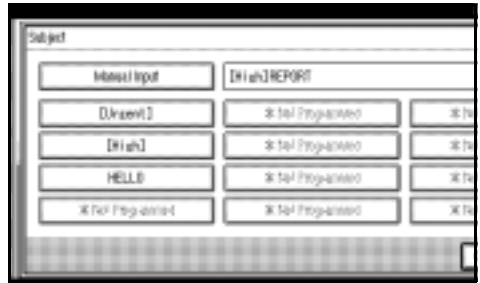 Subject
Manual Input [High]REPORT
[Urgent] * Not Programmed
[High] * Not Programmed
HELLO * Not Programmed
* Not Programmed * Not Programmed